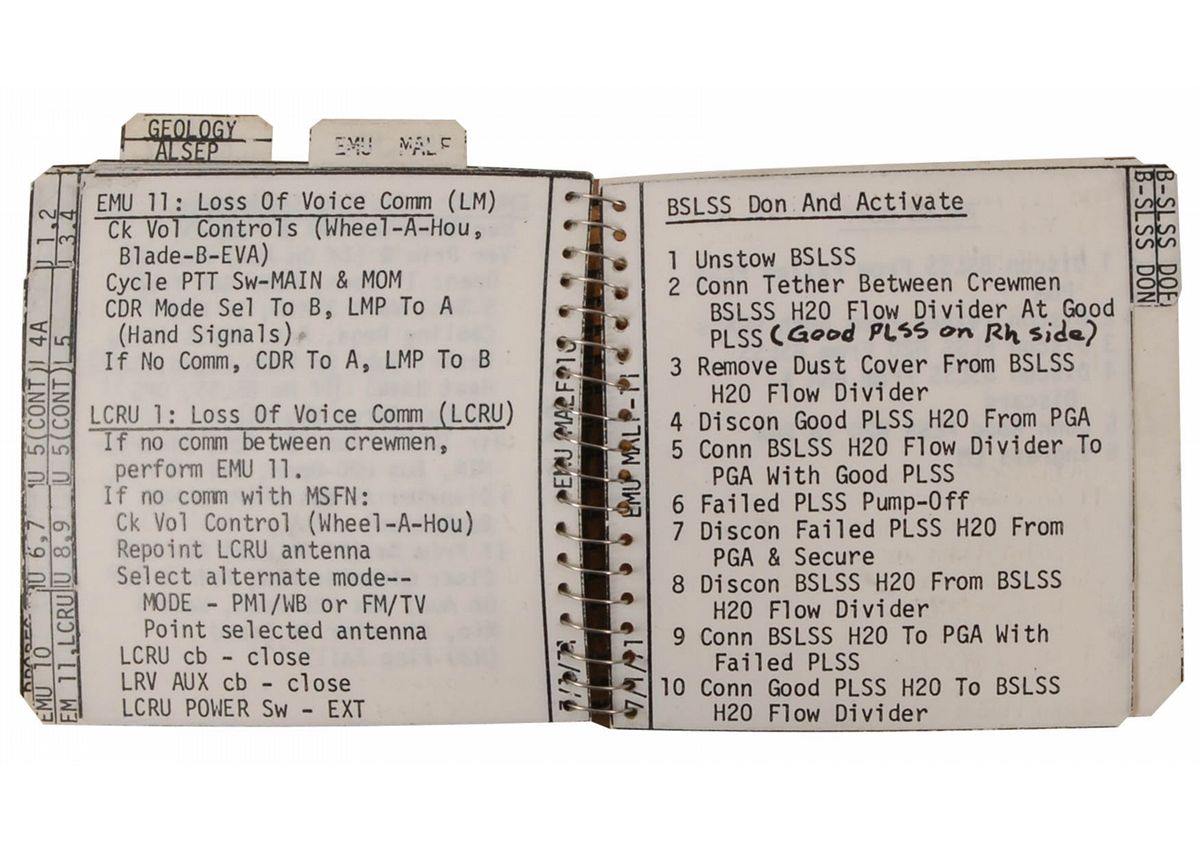 GEOLOGY
ALSEP
EMU MALF
EMU 11: Loss Of Voice Comm (LM)
Ck Vol Controls (Wheel-A-Hou,
Blade-B-EVA)
Cycle PTT Sw-MAIN & MOM
CDR Mode Sel To B, LMP To A
(Hand Signals)
If No Comm, CDR To A, LMP To B
LCRU 1: Loss Of Voice Comm (LCRU)
If no comm between crewmen,
perform EMU 11.
If no comm with MSFN:
Ck Vol Control (Wheel-A-Hou)
Repoint LCRU antenna
Select alternate mode--
MODE - PM1/WB or FM/TV
Point selected antenna
LCRU cb - close
LRV AUX cb - close
LCRU POWER Sw - EXT
1,2
3,4
4A
5
U 5(CONT)
U 5(CONT)
U 6,7
U 8,9
EMU 10
EM 11,LCRU
EMU MALF-10
EMU MALF-11
7/1/71
BSLSS Don And Activate
1 Unstow BSLSS
2 Conn Tether Between Crewmen
BSLSS H2O Flow Divider At Good
PLSS (Good PLSS on Rh side)
3 Remove Dust Cover From BSLSS
H2O Flow Divider
4 Discon Good PLSS H2O From PGA
5 Conn BSLSS H2O Flow Divider To
PGA With Good PLSS
6 Failed PLSS Pump-Off
7 Discon Failed PLSS H2O From
PGA & Secure
8 Discon BSLSS H2O From BSLSS
H2O Flow Divider
9 Conn BSLSS H2O To PGA With
Failed PLSS
10 Conn Good PLSS H2O To BSLSS
H2O Flow Divider
B-SLSS DON
B-SLSS DOF